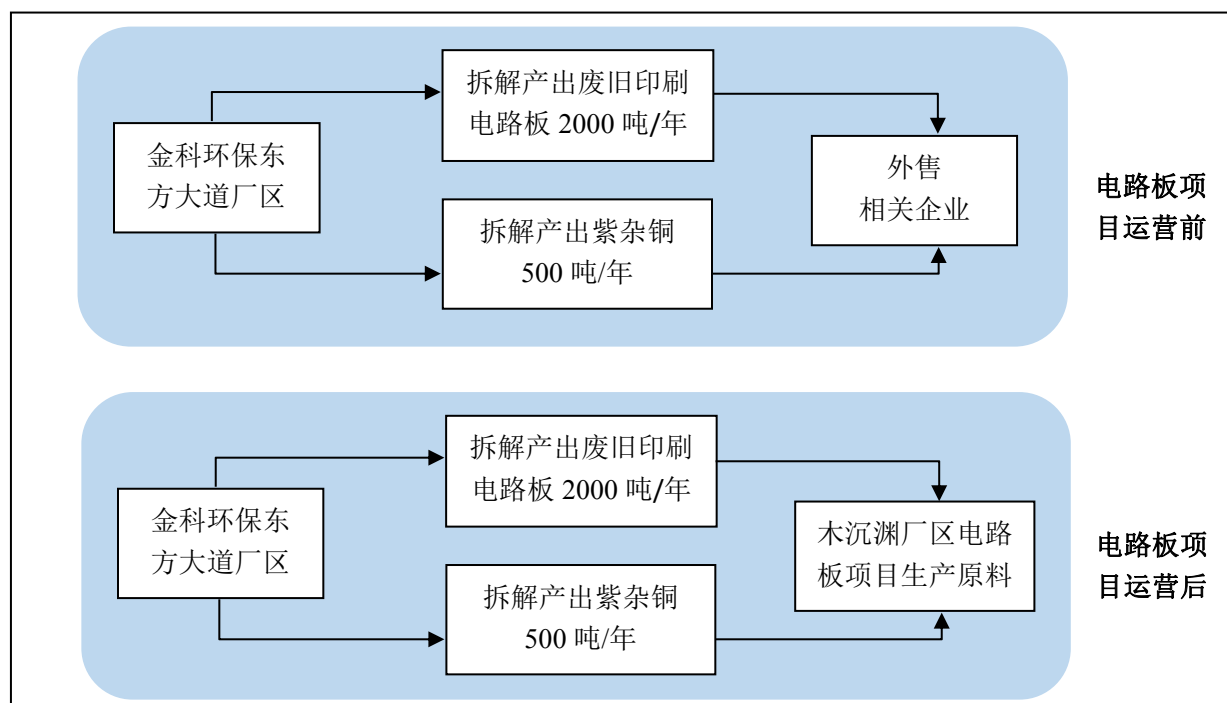 拆解产出废旧印刷
电路板 2000 吨/年
金科环保东
方大道厂区
外售
相关企业
拆解产出紫杂铜
500 吨/年
电路板项
目运营前
拆解产出废旧印刷
电路板 2000 吨/年
金科环保东
方大道厂区
木沉渊厂区电路
板项目生产原料
拆解产出紫杂铜
500 吨/年
电路板项
目运营后